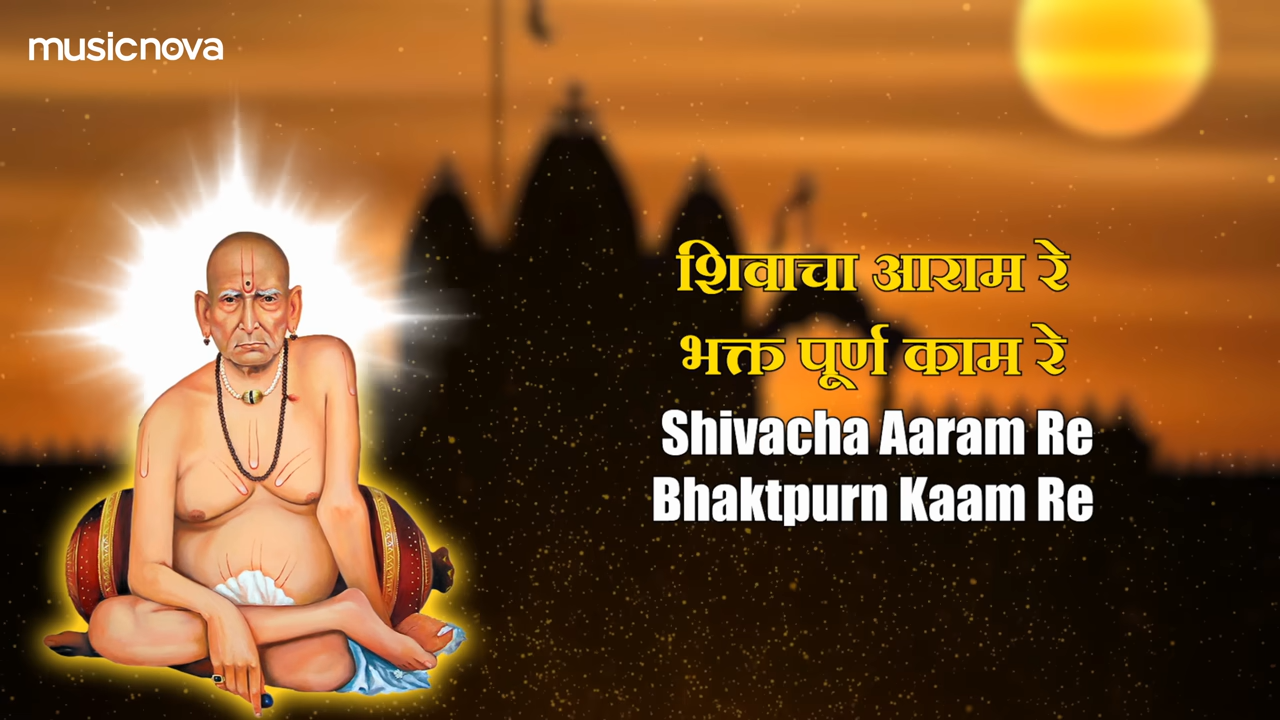 musicnova
शिवाचा आराम रे
भक्त पूर्ण काम रे
Shivacha Aaram Re
Bhaktpurn Kaam Re